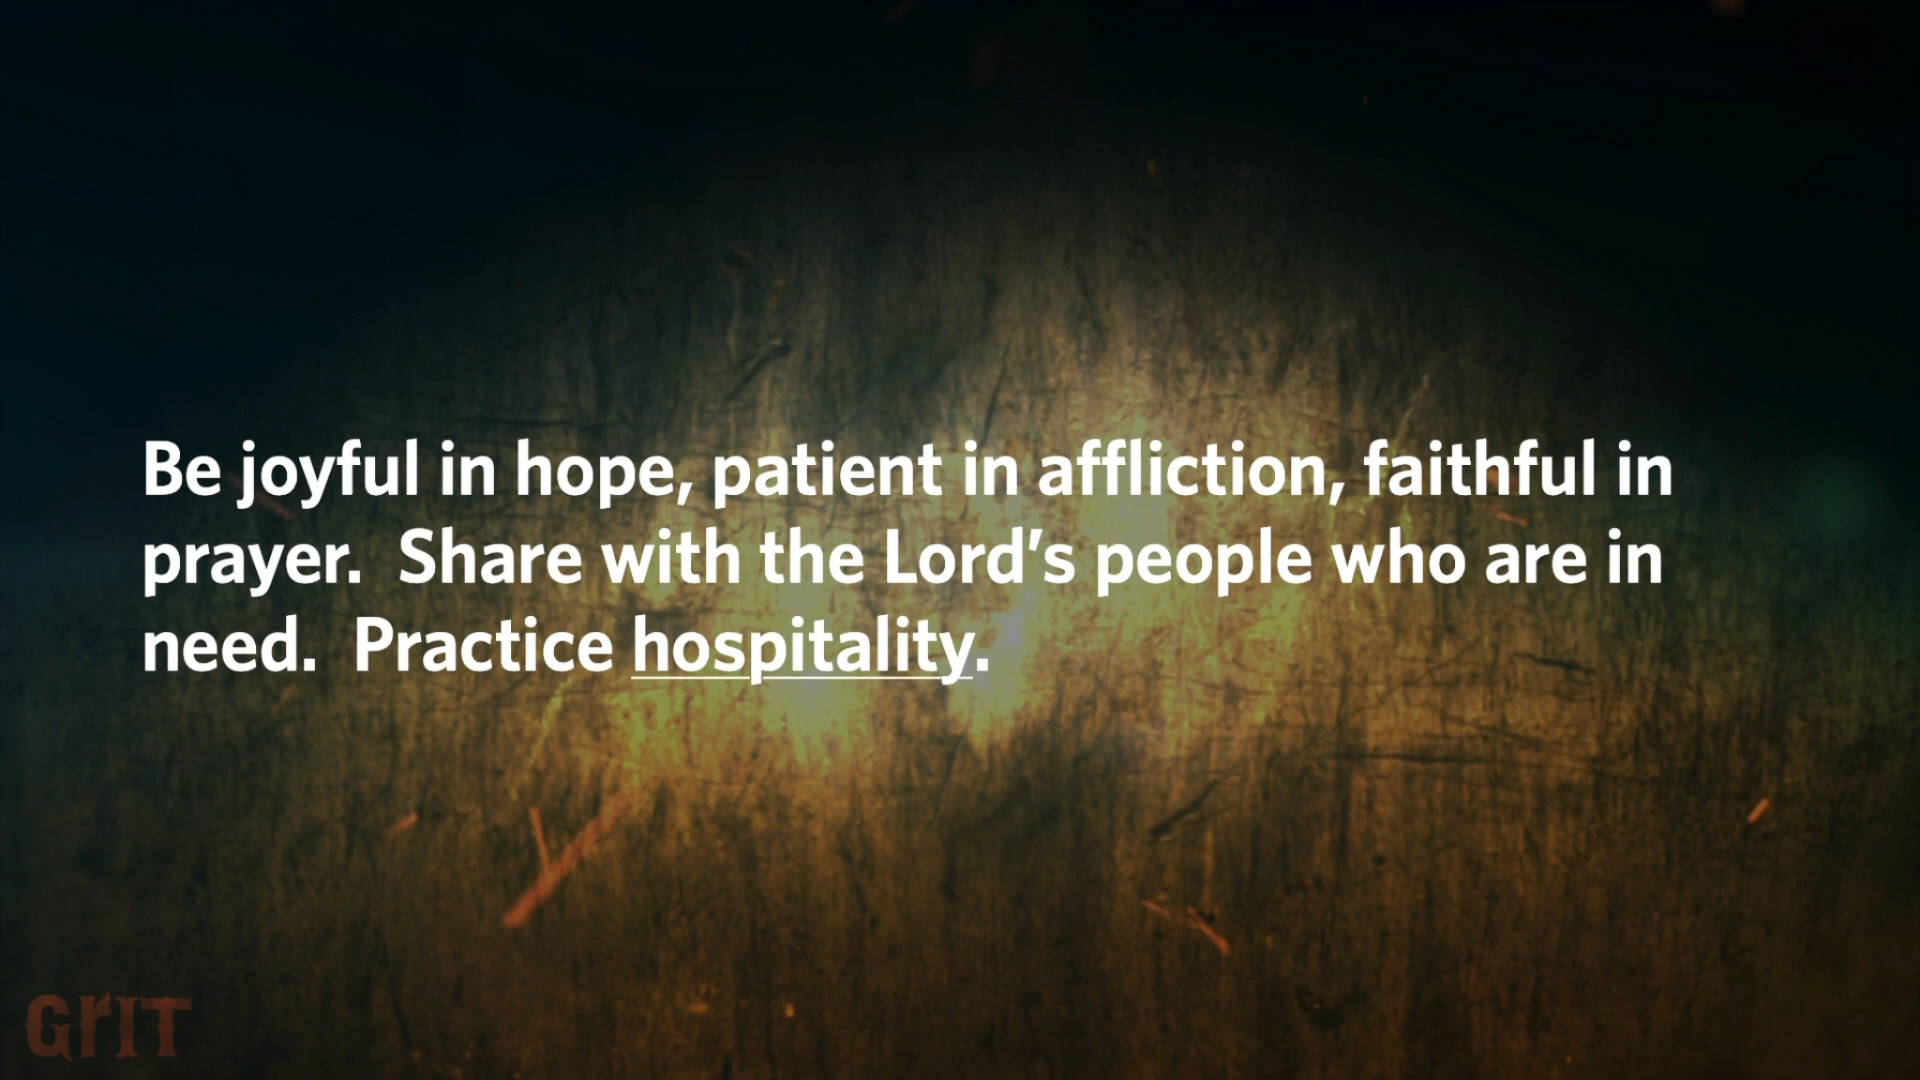 Be joyful in hope, patient in affliction, faithful in
prayer.  Share with the Lord’s people who are in
need.  Practice hospitality.
GRIT